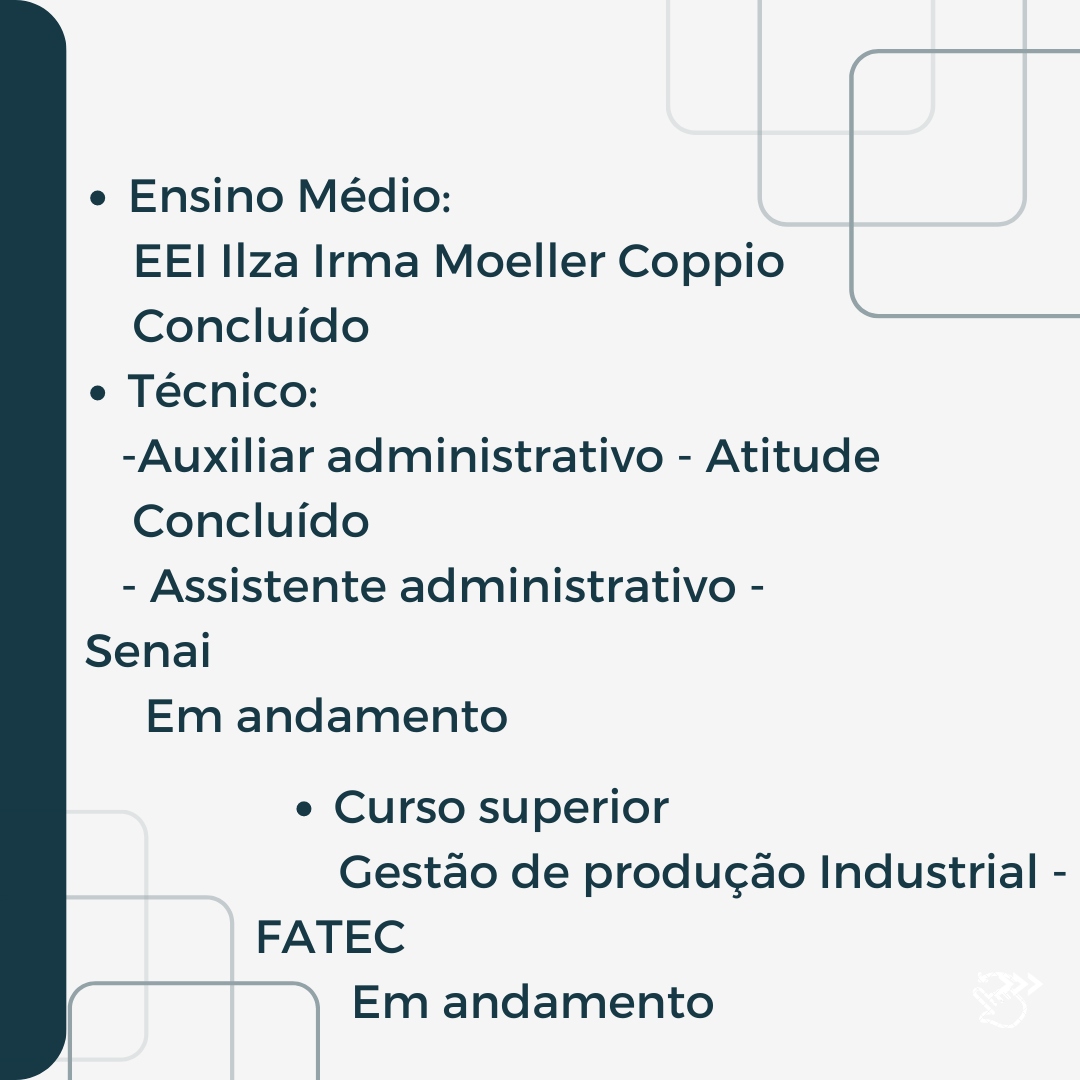 • Ensino Médio:
EEI Ilza Irma Moeller Coppio
Concluído
• Técnico:
-Auxiliar administrativo - Atitude
Concluído
- Assistente administrativo -
Senai
Em andamento
• Curso superior
Gestão de produção Industrial -
FATEC
Em andamento